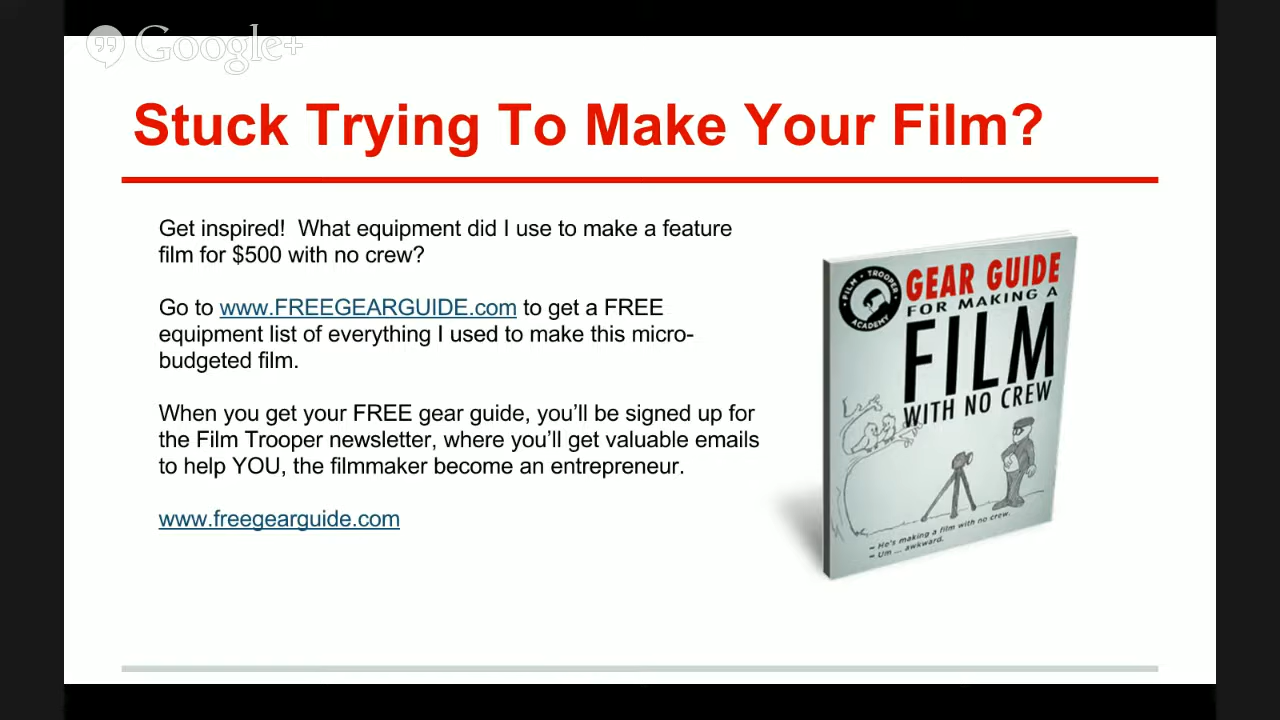 Google+
Stuck Trying To Make Your Film?
Get inspired!  What equipment did I use to make a feature
film for $500 with no crew?
Go to www.FREEGEARGUIDE.com to get a FREE
equipment list of everything I used to make this micro-
budgeted film.
When you get your FREE gear guide, you'll be signed up for
the Film Trooper newsletter, where you'll get valuable emails
to help YOU, the filmmaker become an entrepreneur.
www.freegearguide.com
FILM • TROOPER
ACADEMY
GEAR GUIDE
FOR MAKING A
FILM
WITH NO CREW
- He's making a film with no crew.
- Um ... awkward.